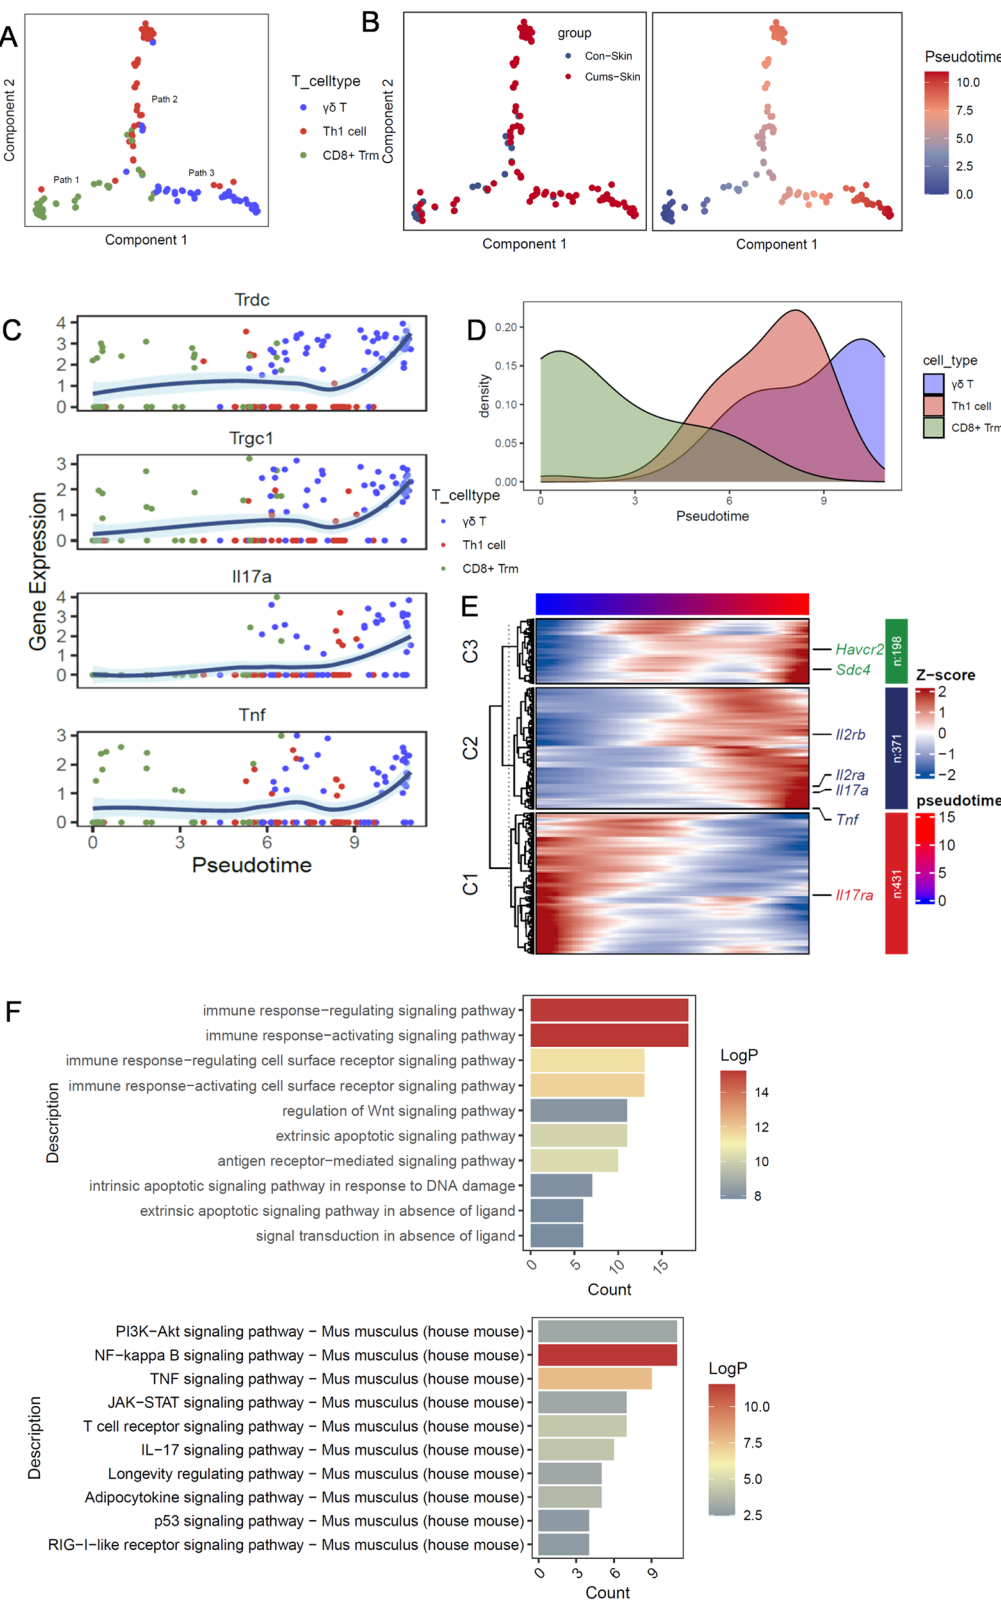 A
Component 2
Path 2
Path 1
Path 3
Component 1
T_celltype
γδ T
Th1 cell
CD8+ Trm
B
Component 2
group
Con−Skin
Cums−Skin
Component 1
Component 1
Pseudotime
10.0
7.5
5.0
2.5
0.0
C
Gene Expression
Trdc
4
3
2
1
0
Trgc1
3
2
1
0
Il17a
4
3
2
1
0
Tnf
3
2
1
0
0
3
6
9
Pseudotime
T_celltype
γδ T
Th1 cell
CD8+ Trm
D
density
0.20
0.15
0.10
0.05
0.00
0
3
6
9
Pseudotime
cell_type
γδ T
Th1 cell
CD8+ Trm
E
C3
C2
C1
Havcr2
Sdc4
Il2rb
Il2ra
Il17a
Tnf
Il17ra
n:198
n:371
n:431
Z−score
2
1
0
−1
−2
pseudotime
15
10
5
0
F
Description
immune response−regulating signaling pathway
immune response−activating signaling pathway
immune response−regulating cell surface receptor signaling pathway
immune response−activating cell surface receptor signaling pathway
regulation of Wnt signaling pathway
extrinsic apoptotic signaling pathway
antigen receptor−mediated signaling pathway
intrinsic apoptotic signaling pathway in response to DNA damage
extrinsic apoptotic signaling pathway in absence of ligand
signal transduction in absence of ligand
0
5
10
15
Count
LogP
14
12
10
8
Description
PI3K−Akt signaling pathway − Mus musculus (house mouse)
NF−kappa B signaling pathway − Mus musculus (house mouse)
TNF signaling pathway − Mus musculus (house mouse)
JAK−STAT signaling pathway − Mus musculus (house mouse)
T cell receptor signaling pathway − Mus musculus (house mouse)
IL−17 signaling pathway − Mus musculus (house mouse)
Longevity regulating pathway − Mus musculus (house mouse)
Adipocytokine signaling pathway − Mus musculus (house mouse)
p53 signaling pathway − Mus musculus (house mouse)
RIG−I−like receptor signaling pathway − Mus musculus (house mouse)
0
3
6
9
Count
LogP
10.0
7.5
5.0
2.5